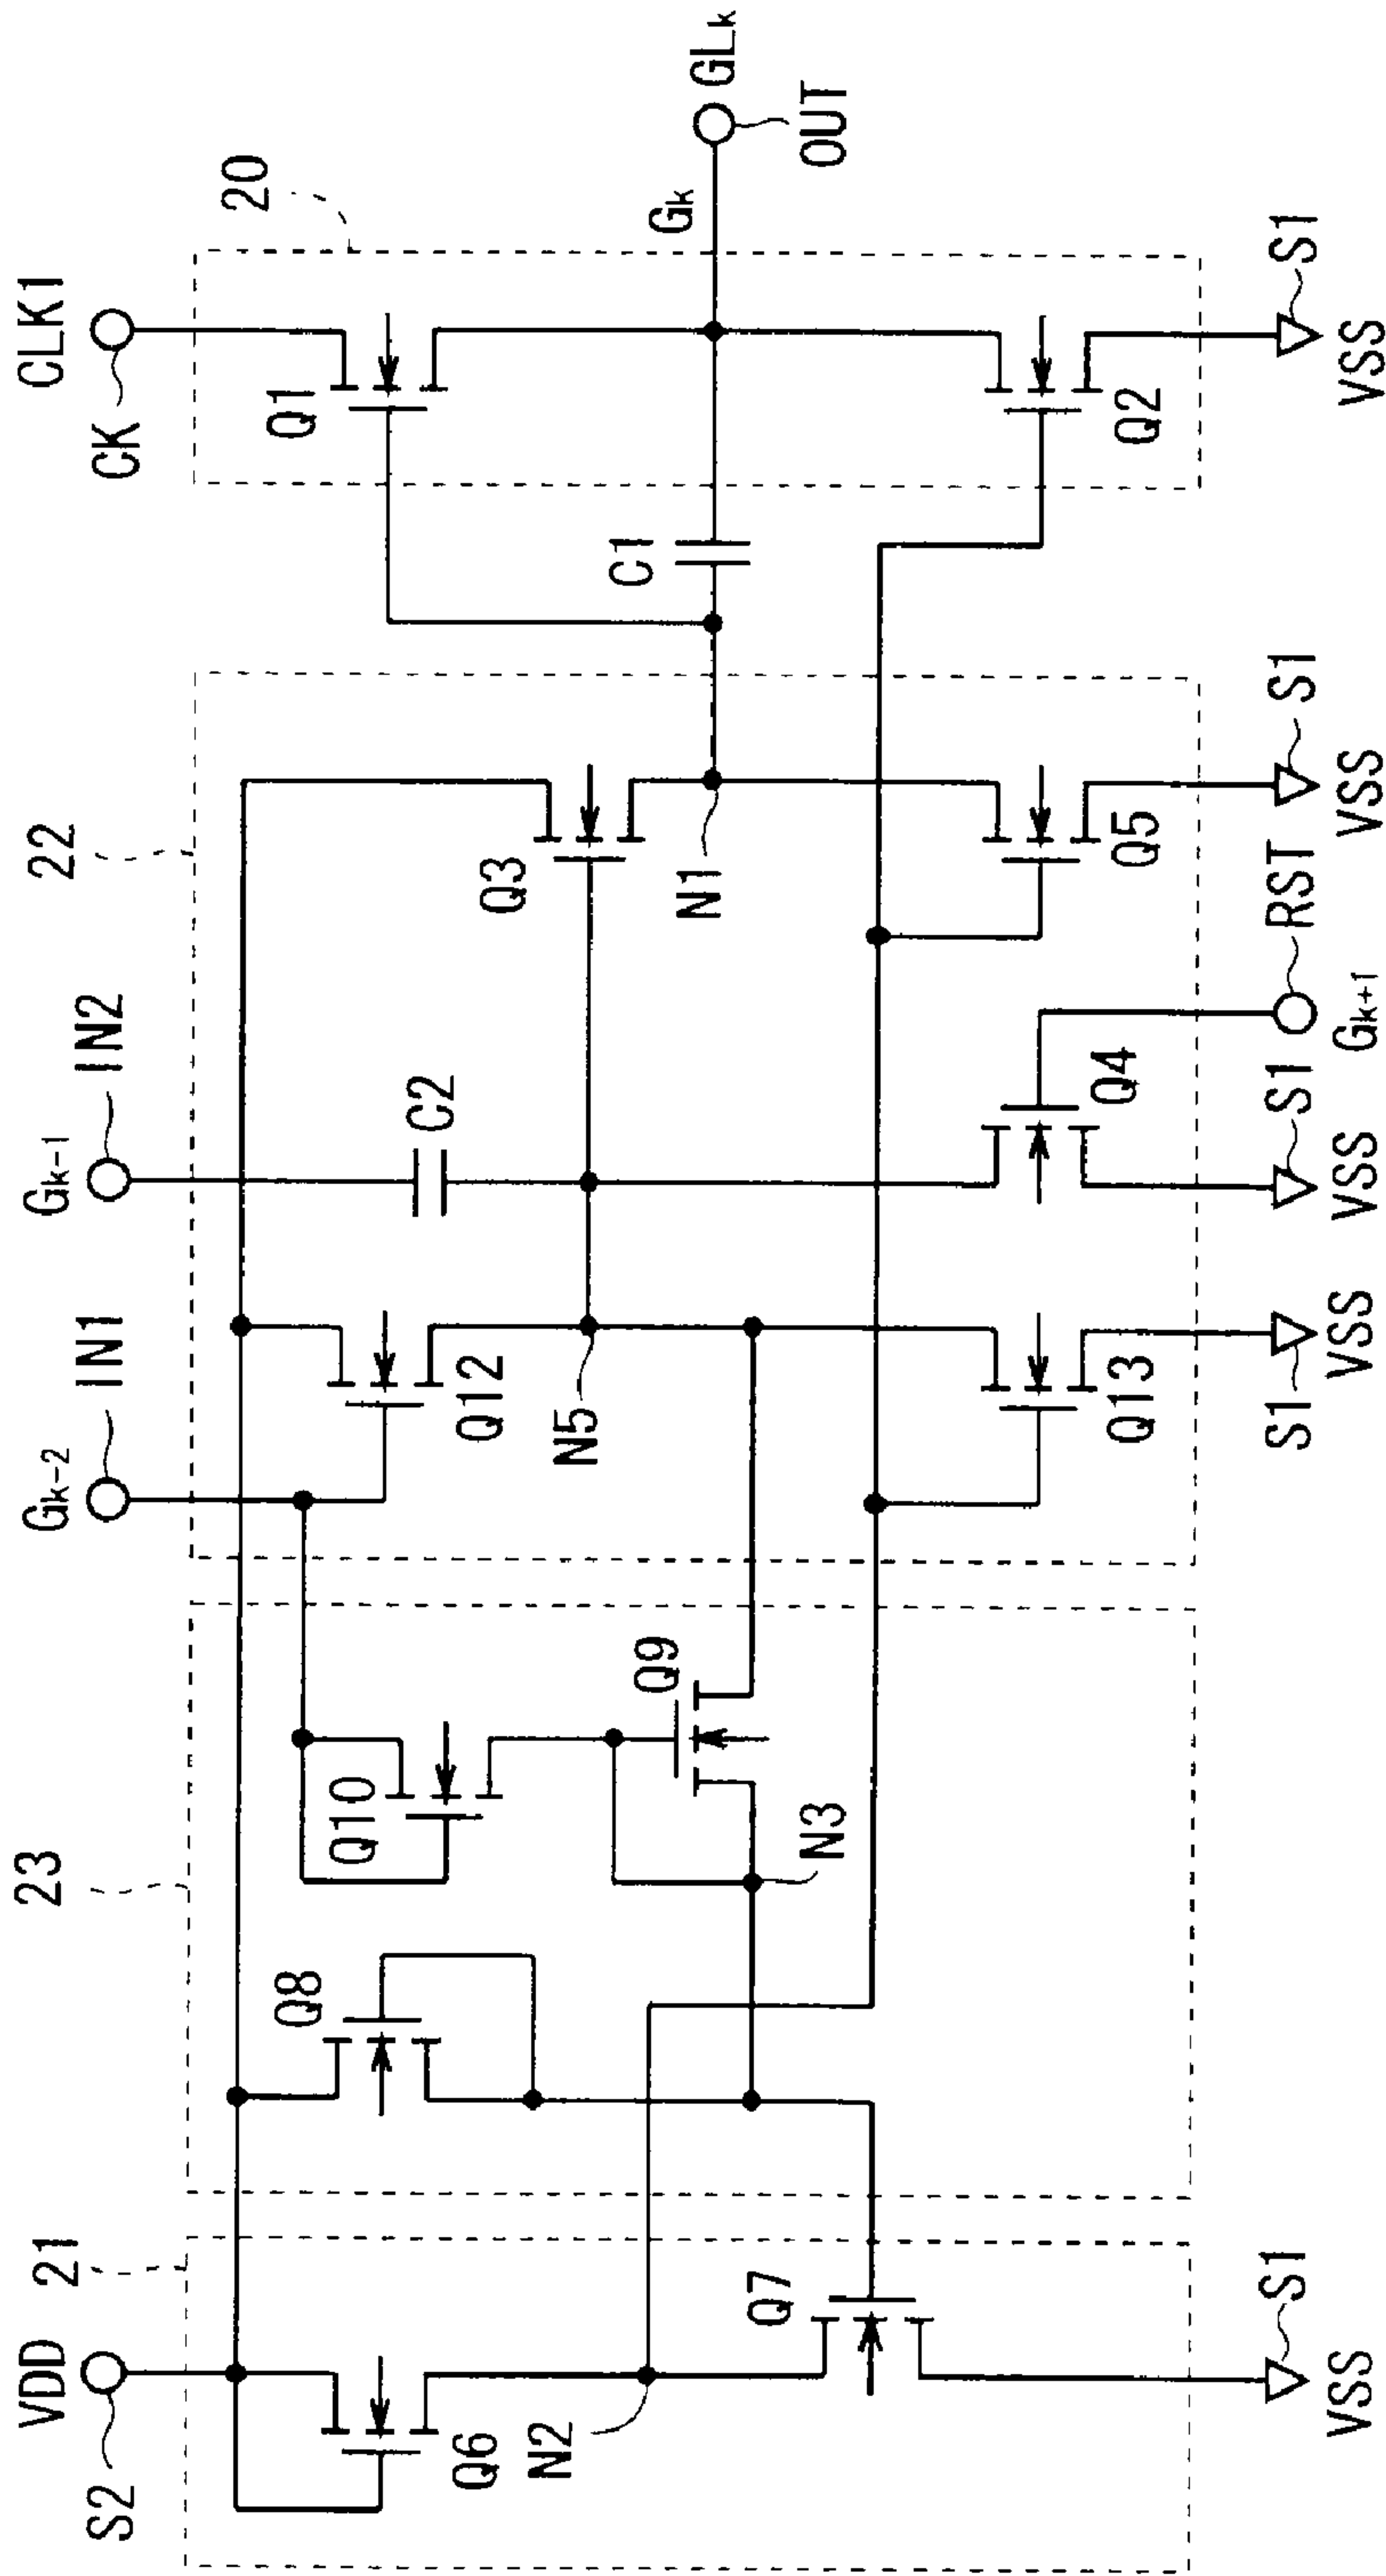 VDD
S2
21
Q6
N2
Q7
S1
VSS
23
Q8
Q10
Q9
N3
22
Gk-2
IN1
Gk-1
IN2
Q12
N5
C2
Q3
N1
Q13
Q4
Q5
S1
VSS
S1
VSS
RST
Gk+1
S1
VSS
20
CLK1
CK
Q1
C1
Gk
GLk
OUT
Q2
S1
VSS